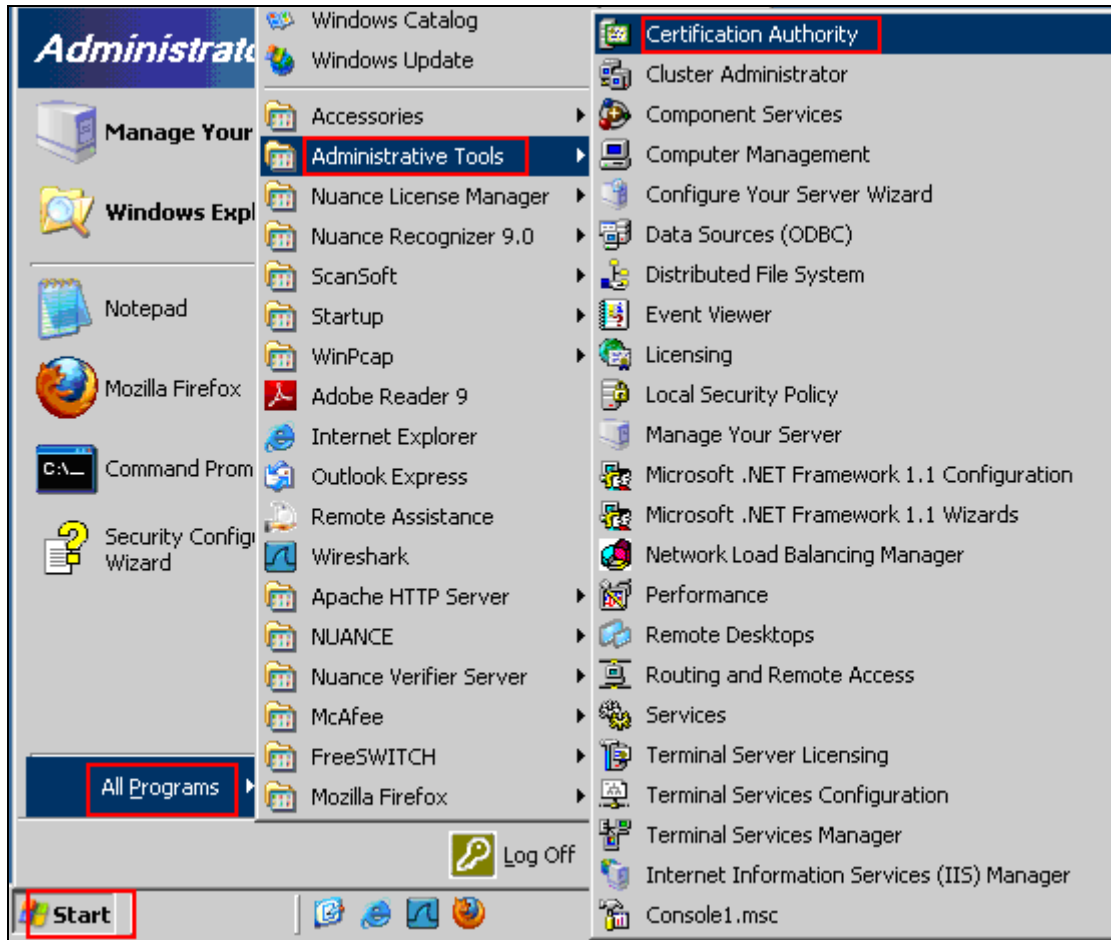 Administrato
Manage Your
Windows Expl
Notepad
Mozilla Firefox
C:\_
Command Prom
Security Config
Wizard
All Programs
Log Off
Start
Windows Catalog
Windows Update
Accessories
Administrative Tools
Nuance License Manager
Nuance Recognizer 9.0
ScanSoft
Startup
WinPcap
Adobe Reader 9
Internet Explorer
Outlook Express
Remote Assistance
Wireshark
Apache HTTP Server
NUANCE
Nuance Verifier Server
McAfee
FreeSWITCH
Mozilla Firefox
Certification Authority
Cluster Administrator
Component Services
Computer Management
Configure Your Server Wizard
Data Sources (ODBC)
Distributed File System
Event Viewer
Licensing
Local Security Policy
Manage Your Server
Microsoft .NET Framework 1.1 Configuration
Microsoft .NET Framework 1.1 Wizards
Network Load Balancing Manager
Performance
Remote Desktops
Routing and Remote Access
Services
Terminal Server Licensing
Terminal Services Configuration
Terminal Services Manager
Internet Information Services (IIS) Manager
Console1.msc